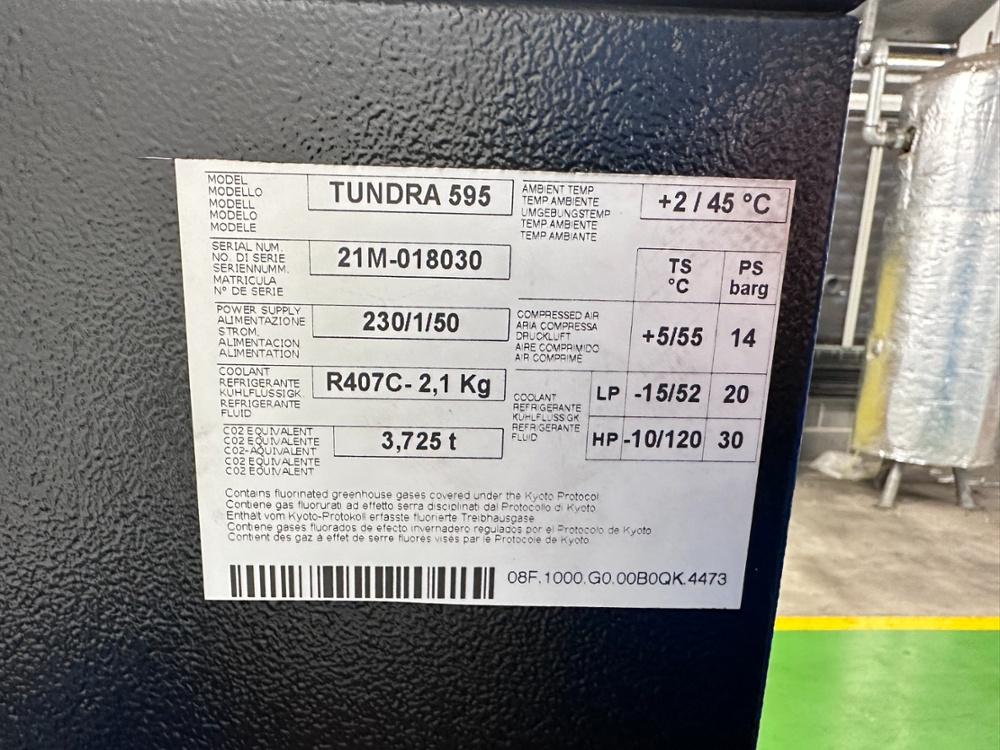 MODEL
MODELLO
MODELL
MODELO
MODELE
TUNDRA 595
SERIAL NUM.
NO. DI SERIE
SERIENNUMM.
MATRICULA
N° DE SERIE
21M-018030
POWER SUPPLY
ALIMENTAZIONE
STROM.
ALIMENTACION
ALIMENTATION
230/1/50
COOLANT
REFRIGERANTE
KUHLFLUSSIGK.
REFRIGERANTE
FLUID
R407C- 2,1 Kg
CO2 EQUIVALENT
CO2 EQUIVALENTE
CO2-AQUIVALENT
CO2 EQUIVALENTE
CO2 EQUIVALENT
3,725 t
AMBIENT TEMP
TEMP AMBIENTE
UMGEBUNGSTEMP
TEMP.AMBIENTE
TEMP AMBIANTE
+2 / 45 °C
TS
°C
PS
barg
COMPRESSED AIR
ARIA COMPRESSA
DRUCKLUFT
AIRE COMPRIMIDO
AIR COMPRIME
+5/55
14
COOLANT
REFRIGERANTE
KUHLFLUSSIGK
REFRIGERANTE
FLUID
LP -15/52 20
HP -10/120 30
Contains fluorinated greenhouse gases covered under the Kyoto Protocol
Contiene gas fluorurati ad effetto serra disciplinati dal Protocollo di Kyoto
Enthält vom Kyoto-Protokoll erfasste fluorierte Treibhausgase
Contiene gases fluorados de efecto invernadero regulados por el Protocolo de Kyoto
Contient des gaz à effet de serre fluorés visés par le Protocole de Kyoto
08F.1000.G0.00B0QK.4473